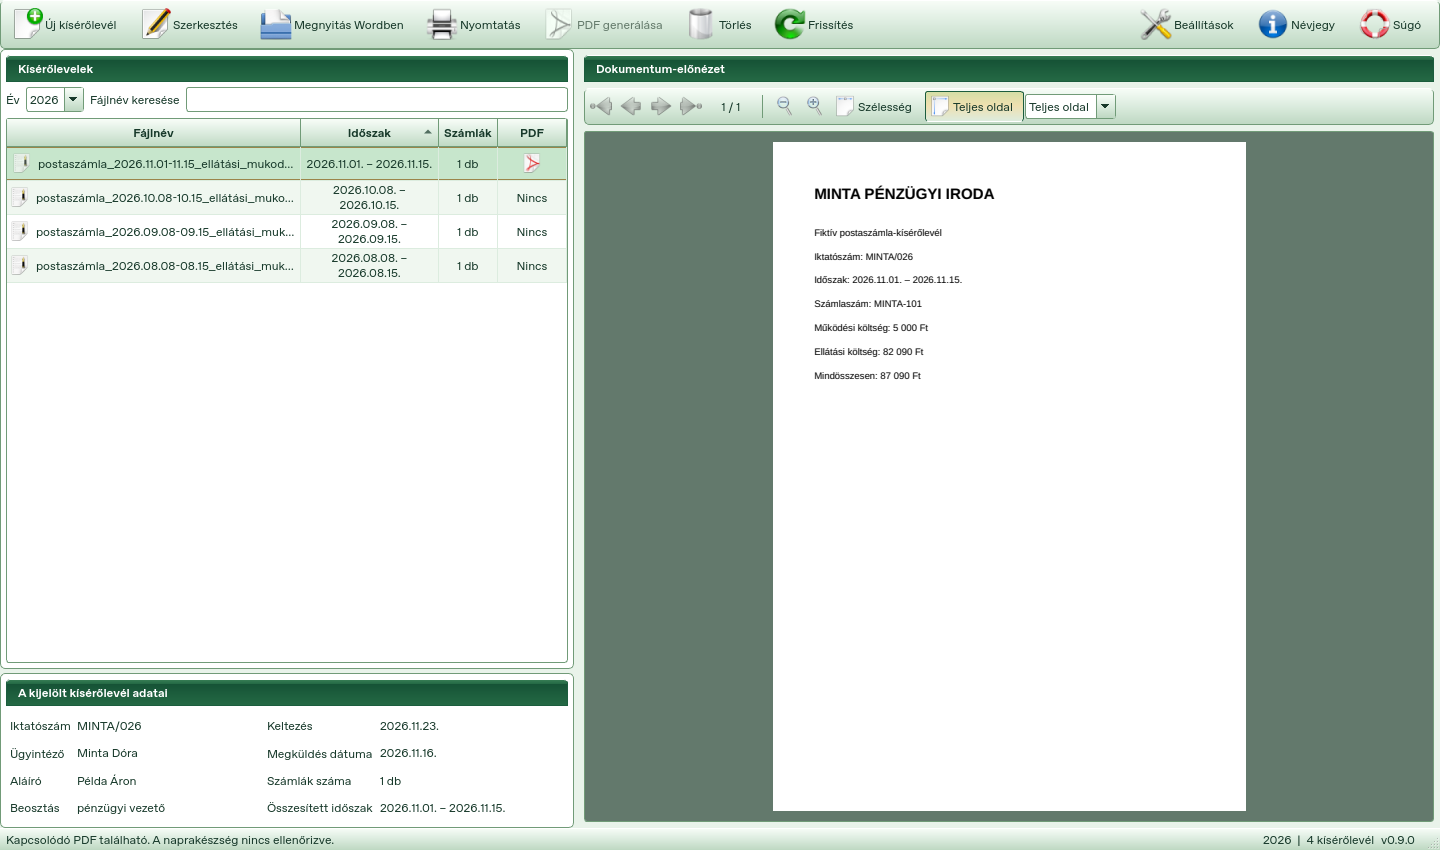 Új kísérőlevél Szerkesztés Megnyitás Wordben Nyomtatás PDF generálása Törlés Frissítés Beállítások Névjegy Súgó
Kísérőlevelek
Év 2026 Fájlnév keresése
Fájlnév Időszak Számlák PDF
postaszámla_2026.11.01-11.15_ellátási_mukod... 2026.11.01. – 2026.11.15. 1 db
postaszámla_2026.10.08-10.15_ellátási_muko... 2026.10.08. – 2026.10.15. 1 db Nincs
postaszámla_2026.09.08-09.15_ellátási_muk... 2026.09.08. – 2026.09.15. 1 db Nincs
postaszámla_2026.08.08-08.15_ellátási_muk... 2026.08.08. – 2026.08.15. 1 db Nincs
A kijelölt kísérőlevél adatai
Iktatószám MINTA/026 Keltezés 2026.11.23.
Ügyintéző Minta Dóra Megküldés dátuma 2026.11.16.
Aláíró Példa Áron Számlák száma 1 db
Beosztás pénzügyi vezető Összesített időszak 2026.11.01. – 2026.11.15.
Dokumentum-előnézet
1 / 1 Szélesség Teljes oldal Teljes oldal
MINTA PÉNZÜGYI IRODA
Fiktív postaszámla-kísérőlevél
Iktatószám: MINTA/026
Időszak: 2026.11.01. – 2026.11.15.
Számlaszám: MINTA-101
Működési költség: 5 000 Ft
Ellátási költség: 82 090 Ft
Mindösszesen: 87 090 Ft
Kapcsolódó PDF található. A naprakészség nincs ellenőrizve. 2026 | 4 kísérőlevél v0.9.0